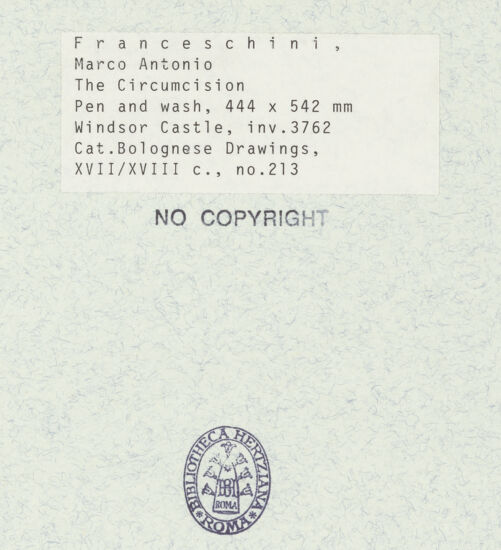 Franceschini,
Marco Antonio
The Circumcision
Pen and wash, 444 x 542 mm
Windsor Castle, inv.3762
Cat.Bolognese Drawings,
XVII/XVIII c., no.213
NO COPYRIGHT
BIBLIOTHECA HERTZIANA
BH
ROMA
* ROMA *